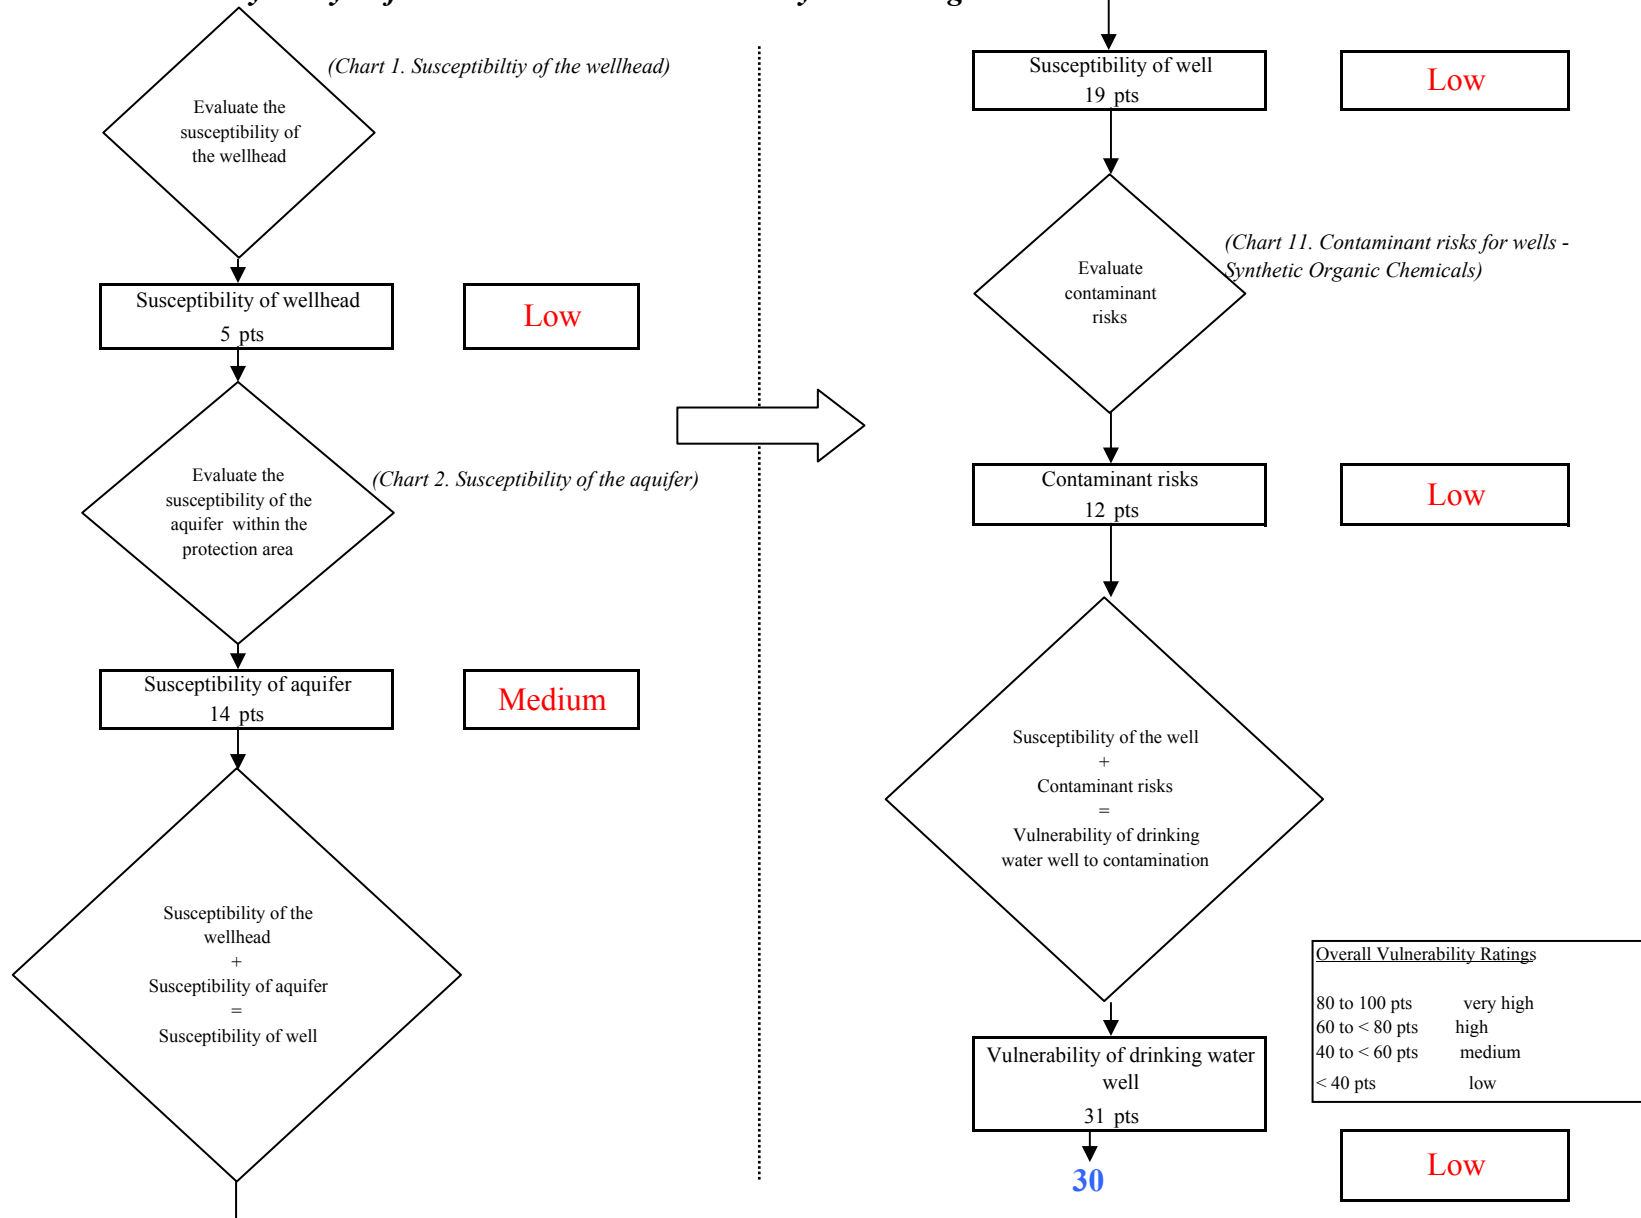 (Chart 1. Susceptibiltiy of the wellhead)
Evaluate the
susceptibility of
the wellhead
Susceptibility of wellhead
5 pts
Low
Evaluate the
susceptibility of the
aquifer within the
protection area
(Chart 2. Susceptibility of the aquifer)
Susceptibility of aquifer
14 pts
Medium
Susceptibility of the
wellhead
+
Susceptibility of aquifer
=
Susceptibility of well
Susceptibility of well
19 pts
Low
Evaluate
contaminant
risks
(Chart 11. Contaminant risks for wells -
Synthetic Organic Chemicals)
Contaminant risks
12 pts
Low
Susceptibility of the well
+
Contaminant risks
=
Vulnerability of drinking
water well to contamination
Vulnerability of drinking water
well
31 pts
30
Overall Vulnerability Ratings
80 to 100 pts very high
60 to < 80 pts high
40 to < 60 pts medium
< 40 pts low
Low